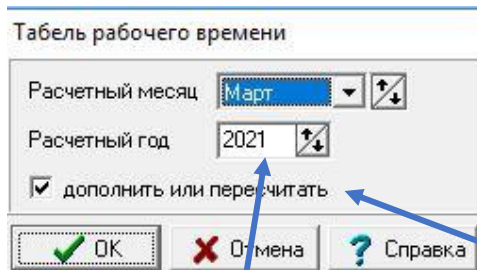 Табель рабочего времени
Расчетный месяц Март
Расчетный год 2021
дополнить или пересчитать
OK Отмена Справка